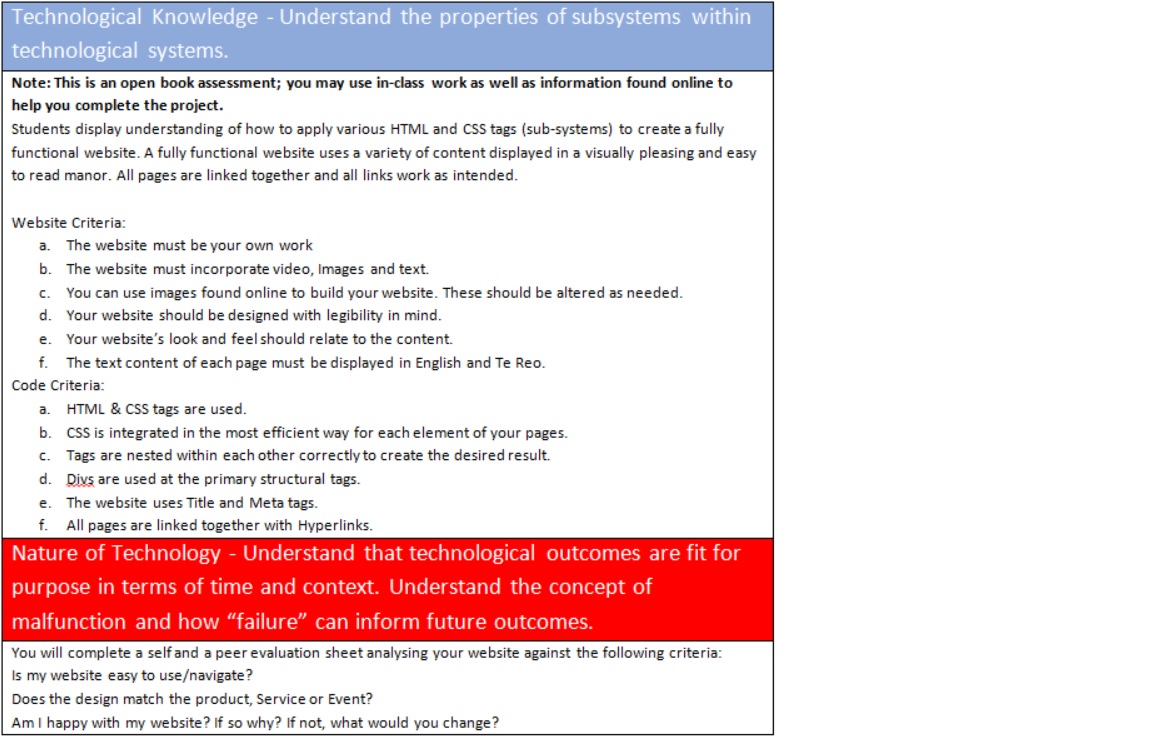 Technological Knowledge - Understand the properties of subsystems within
technological systems.
Note: This is an open book assessment; you may use in-class work as well as information found online to
help you complete the project.
Students display understanding of how to apply various HTML and CSS tags (sub-systems) to create a fully
functional website. A fully functional website uses a variety of content displayed in a visually pleasing and easy
to read manor. All pages are linked together and all links work as intended.
Website Criteria:
a. The website must be your own work
b. The website must incorporate video, Images and text.
c. You can use images found online to build your website. These should be altered as needed.
d. Your website should be designed with legibility in mind.
e. Your website's look and feel should relate to the content.
f. The text content of each page must be displayed in English and Te Reo.
Code Criteria:
a. HTML & CSS tags are used.
b. CSS is integrated in the most efficient way for each element of your pages.
c. Tags are nested within each other correctly to create the desired result.
d. Divs are used at the primary structural tags.
e. The website uses Title and Meta tags.
f. All pages are linked together with Hyperlinks.
Nature of Technology - Understand that technological outcomes are fit for
purpose in terms of time and context. Understand the concept of
malfunction and how “failure” can inform future outcomes.
You will complete a self and a peer evaluation sheet analysing your website against the following criteria:
Is my website easy to use/navigate?
Does the design match the product, Service or Event?
Am I happy with my website? If so why? If not, what would you change?